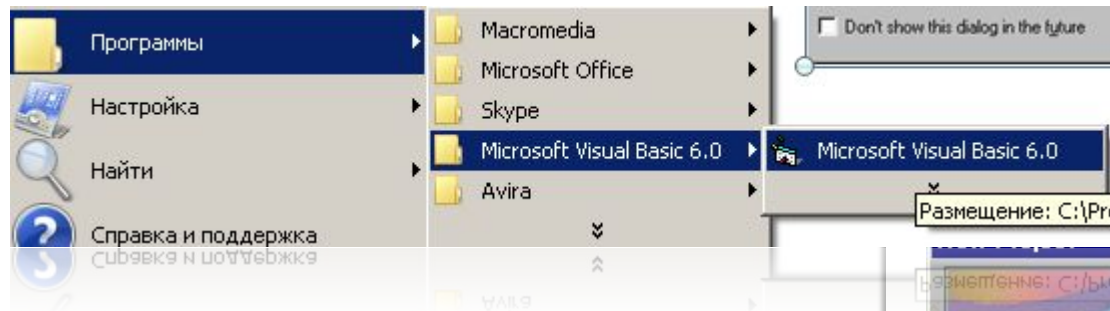 Программы
Настройка
Найти
Справка и поддержка
Macromedia
Microsoft Office
Skype
Microsoft Visual Basic 6.0
Avira
Don't show this dialog in the future
Microsoft Visual Basic 6.0
Размещение: C:\Pr